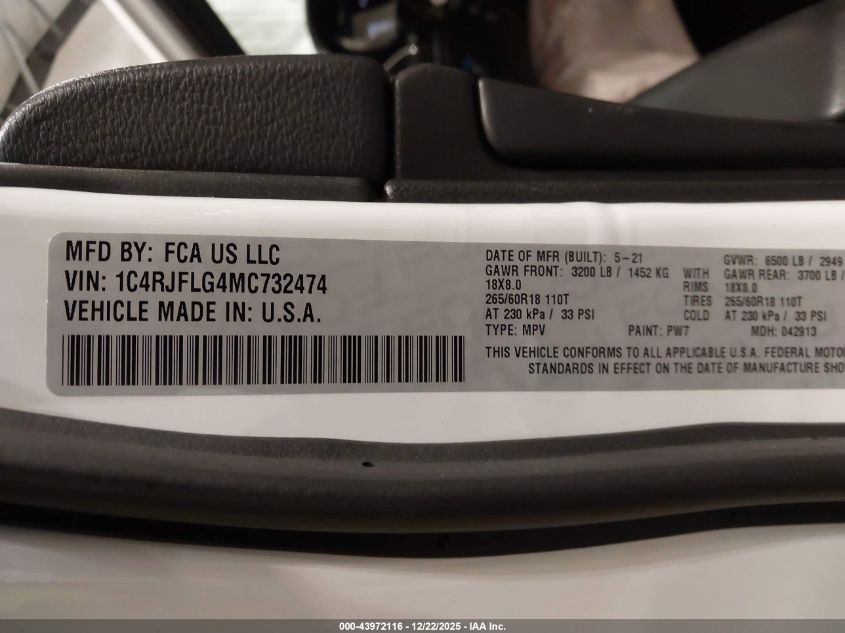 MFD BY: FCA US LLC
VIN: 1C4RJFLG4MC732474
VEHICLE MADE IN: U.S.A.
DATE OF MFR (BUILT): 5-21 GVWR: 6500 LB / 2949
GAWR FRONT: 3200 LB / 1452 KG WITH GAWR REAR: 3700 LB /
18X8.0 RIMS 18X8.0
265/60R18 110T TIRES 265/60R18 110T
AT 230 kPa / 33 PSI COLD AT 230 kPa / 33 PSI
TYPE: MPV PAINT: PW7 MDH: 042913
THIS VEHICLE CONFORMS TO ALL APPLICABLE U.S.A. FEDERAL MOTOR
STANDARDS IN EFFECT ON THE DATE OF MANUFACTURE SHO
000-43972116 - 12/22/2025 - IAA Inc.